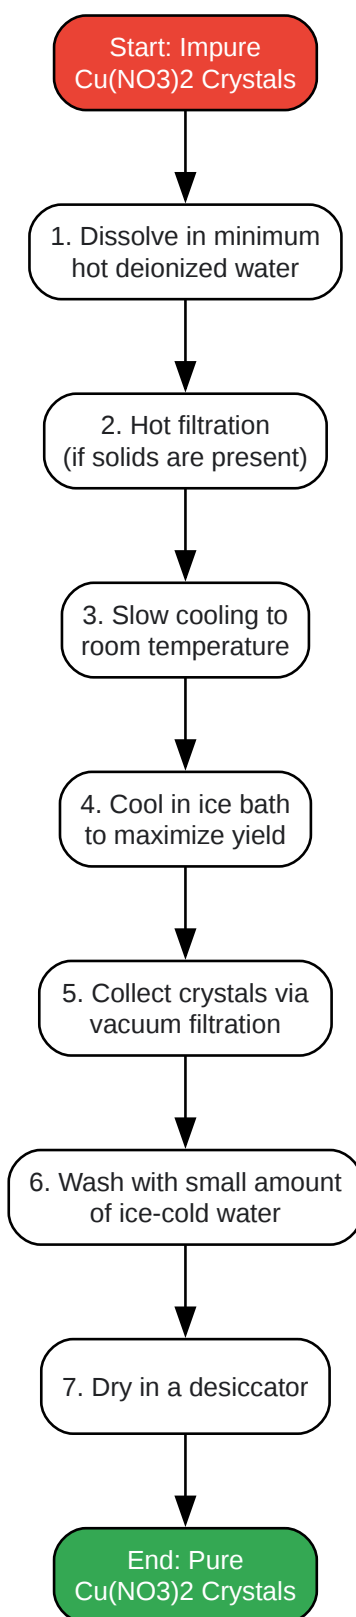 Start: Impure
Cu(NO3)2 Crystals
1. Dissolve in minimum
hot deionized water
2. Hot filtration
(if solids are present)
3. Slow cooling to
room temperature
4. Cool in ice bath
to maximize yield
5. Collect crystals via
vacuum filtration
6. Wash with small amount
of ice-cold water
7. Dry in a desiccator
End: Pure
Cu(NO3)2 Crystals